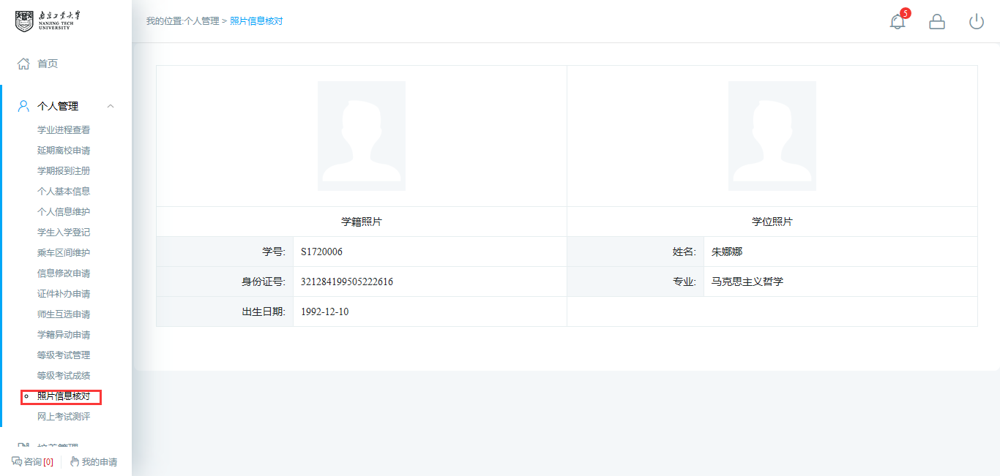 南京工业大学
NANJING TECH
UNIVERSITY
我的位置:个人管理 > 照片信息核对
5
首页
个人管理
学业进程查看
延期离校申请
学期报到注册
个人基本信息
个人信息维护
学生入学登记
乘车区间维护
信息修改申请
证件补办申请
师生互选申请
学籍异动申请
等级考试管理
等级考试成绩
照片信息核对
网上考试测评
培养管理
咨询[0]
我的申请
学籍照片
学位照片
学号: S1720006 姓名: 朱娜娜
身份证号: 321284199505222616 专业: 马克思主义哲学
出生日期: 1992-12-10